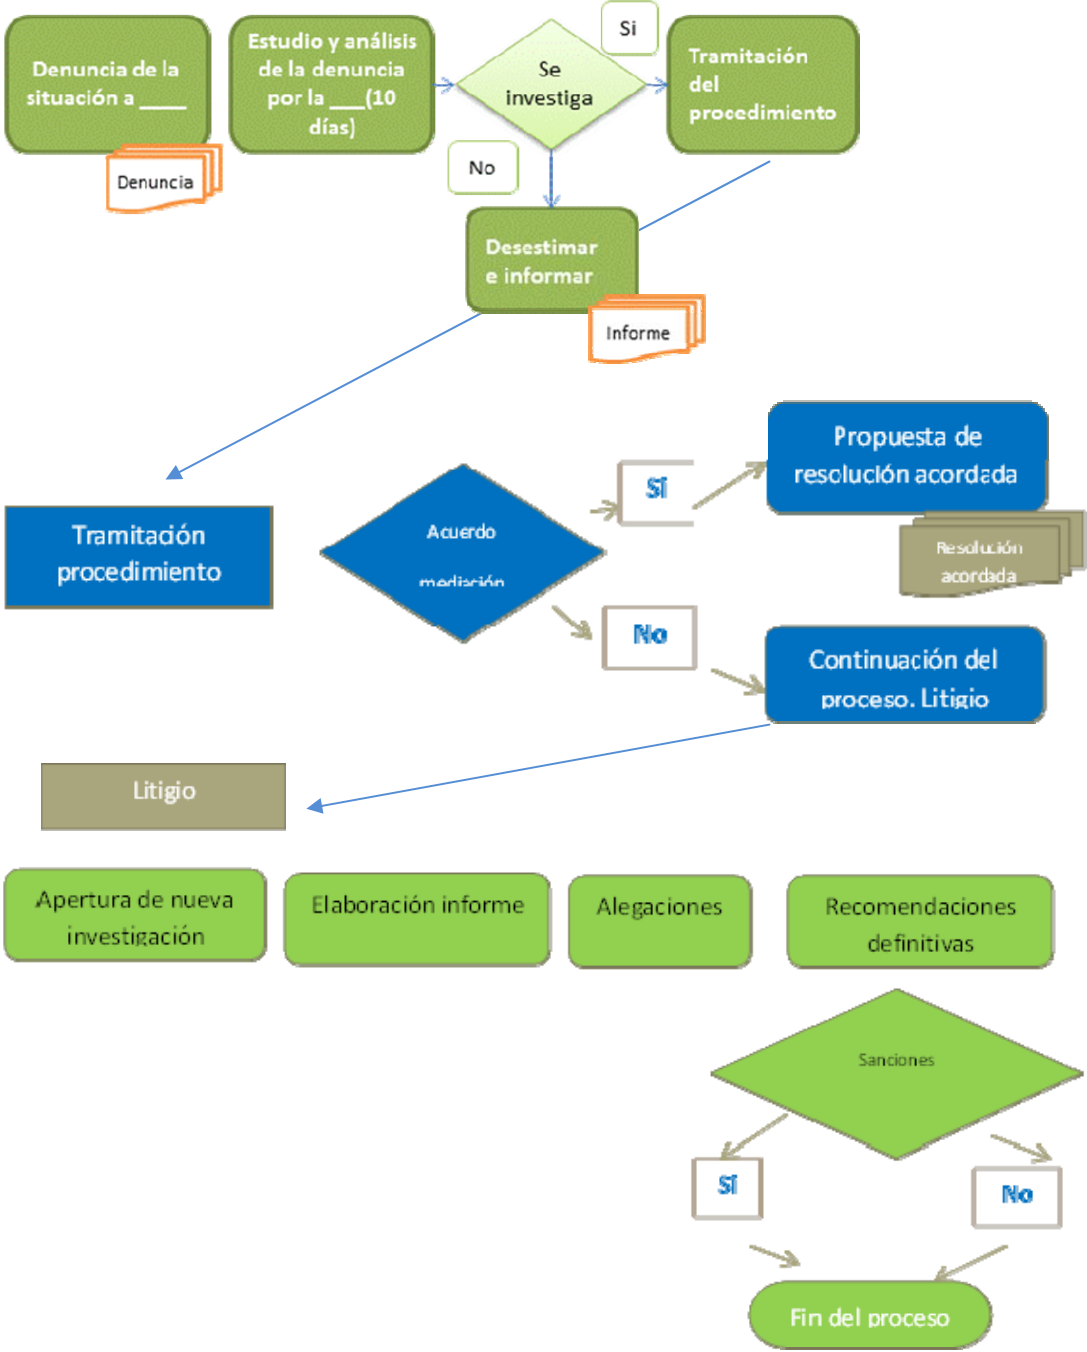 Denuncia de la
situación a ____
Denuncia
Estudio y análisis
de la denuncia
por la ___(10
días)
Se
investiga
Si
No
Tramitación
del
procedimiento
Desestimar
e informar
Informe
Tramitación
procedimiento
Acuerdo
mediación
Sí
No
Propuesta de
resolución acordada
Resolución
acordada
Continuación del
proceso. Litigio
Litigio
Apertura de nueva
investigación
Elaboración informe
Alegaciones
Recomendaciones
definitivas
Sanciones
Sí
No
Fin del proceso